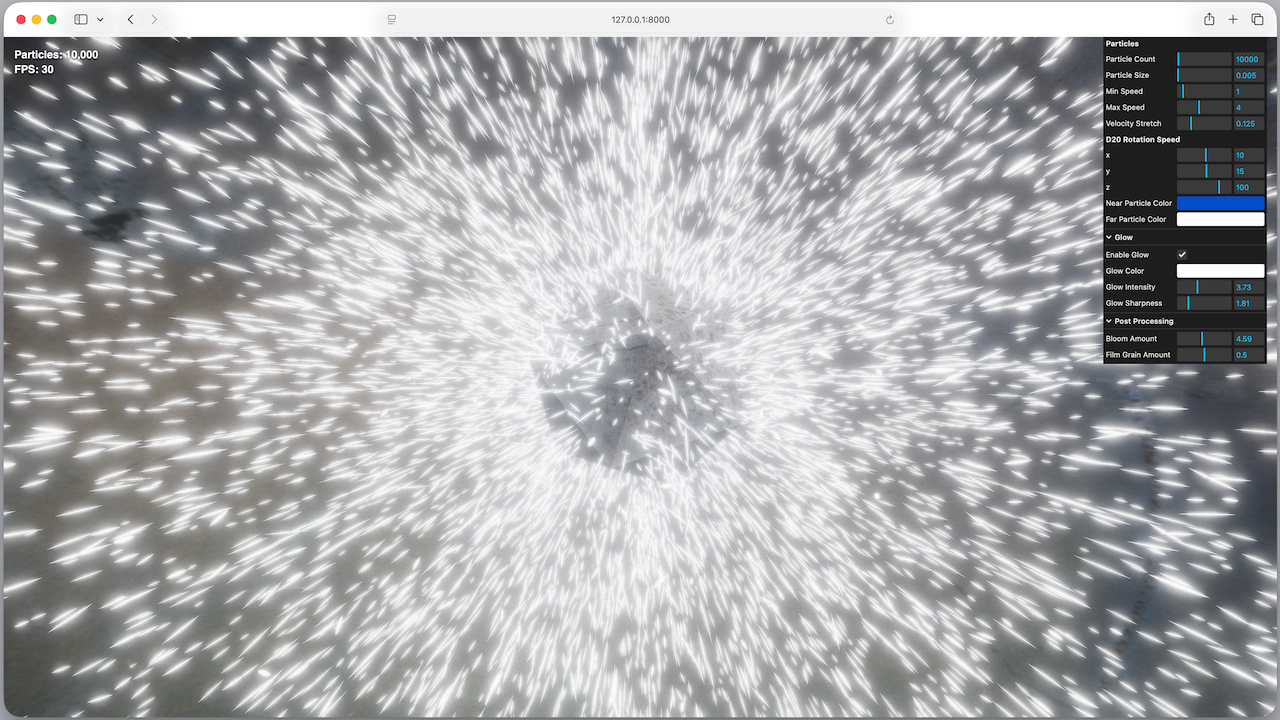 127.0.0.1:8000
Particles: 10,000
FPS: 30
Particles
Particle Count 10000
Particle Size 0.005
Min Speed 1
Max Speed 4
Velocity Stretch 0.125
D20 Rotation Speed
x 10
y 15
z 100
Near Particle Color
Far Particle Color
Glow
Enable Glow
Glow Color
Glow Intensity 3.73
Glow Sharpness 1.81
Post Processing
Bloom Amount 4.59
Film Grain Amount 0.5